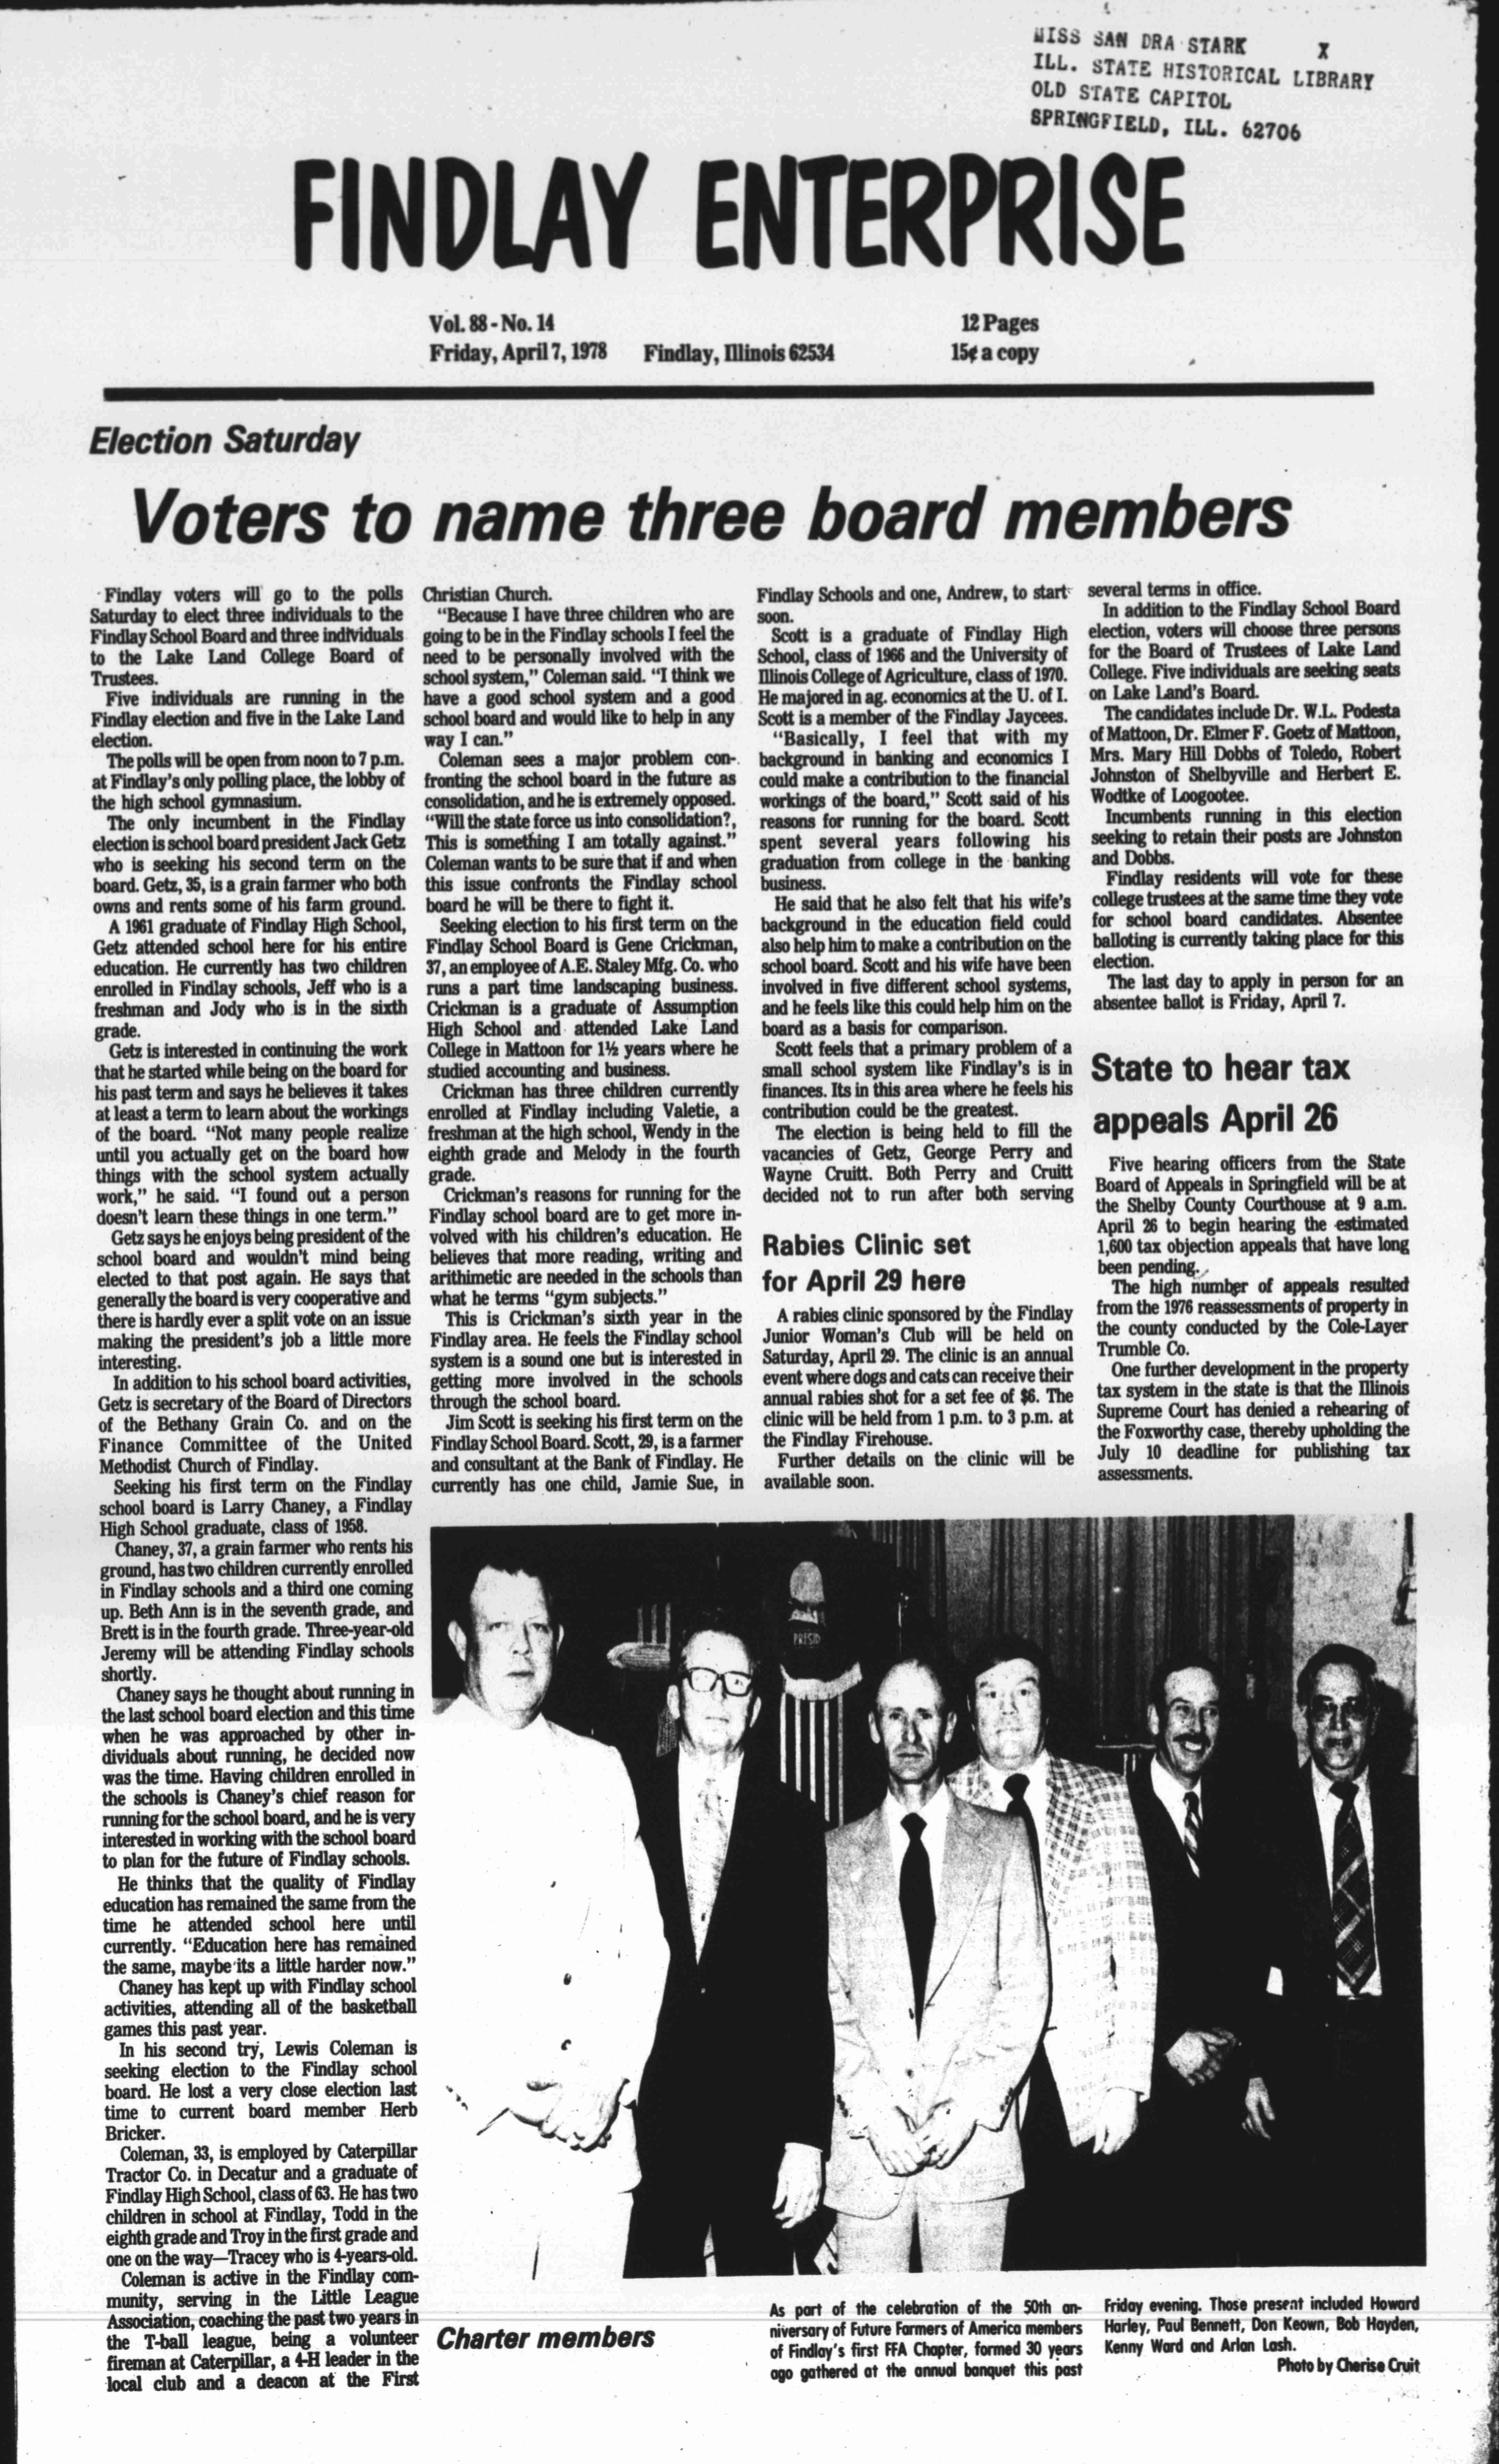 MISS SAN DRA STARK X
ILL. STATE HISTORICAL LIBRARY
OLD STATE CAPITOL
SPRINGFIELD, ILL. 62706
FINDLAY ENTERPRISE
Vol. 88 - No. 14
12 Pages
Friday, April 7, 1978
Findlay, Illinois 62534
15¢ a copy
Election Saturday
Voters to name three board members
Findlay voters will go to the polls
Saturday to elect three individuals to the
Findlay School Board and three individuals
to the Lake Land College Board of
Trustees.
Five individuals are running in the
Findlay election and five in the Lake Land
election.
The polls will be open from noon to 7 p.m.
at Findlay's only polling place, the lobby of
the high school gymnasium.
The only incumbent in the Findlay
election is school board president Jack Getz
who is seeking his second term on the
board. Getz, 35, is a grain farmer who both
owns and rents some of his farm ground.
A 1961 graduate of Findlay High School,
Getz attended school here for his entire
education. He currently has two children
enrolled in Findlay schools, Jeff who is a
freshman and Jody who is in the sixth
grade.
Getz is interested in continuing the work
that he started while being on the board for
his past term and says he believes it takes
at least a term to learn about the workings
of the board. "Not many people realize
until you actually get on the board how
things with the school system actually
work," he said. "I found out a person
doesn't learn these things in one term."
Getz says he enjoys being president of the
school board and wouldn't mind being
elected to that post again. He says that
generally the board is very cooperative and
there is hardly ever a split vote on an issue
making the president's job a little more
interesting.
In addition to his school board activities,
Getz is secretary of the Board of Directors
of the Bethany Grain Co. and on the
Finance Committee of the United
Methodist Church of Findlay.
Seeking his first term on the Findlay
school board is Larry Chaney, a Findlay
High School graduate, class of 1958.
Chaney, 37, a grain farmer who rents his
ground, has two children currently enrolled
in Findlay schools and a third one coming
up. Beth Ann is in the seventh grade, and
Brett is in the fourth grade. Three-year-old
Jeremy will be attending Findlay schools
shortly.
Chaney says he thought about running in
the last school board election and this time
when he was approached by other in-
dividuals about running, he decided now
was the time. Having children enrolled in
the schools is Chaney's chief reason for
running for the school board, and he is very
interested in working with the school board
to plan for the future of Findlay schools.
He thinks that the quality of Findlay
education has remained the same from the
time he attended school here until
currently. "Education here has remained
the same, maybe its a little harder now."
Chaney has kept up with Findlay school
activities, attending all of the basketball
games this past year.
In his second try, Lewis Coleman is
seeking election to the Findlay school
board. He lost a very close election last
time to current board member Herb
Bricker.
Coleman, 33, is employed by Caterpillar
Tractor Co. in Decatur and a graduate of
Findlay High School, class of 63. He has two
children in school at Findlay, Todd in the
eighth grade and Troy in the first grade and
one on the way—Tracey who is 4-years-old.
Coleman is active in the Findlay com-
munity, serving in the Little League
Association, coaching the past two years in
the T-ball league, being a volunteer
fireman at Caterpillar, a 4-H leader in the
local club and a deacon at the First
Christian Church.
"Because I have three children who are
going to be in the Findlay schools I feel the
need to be personally involved with the
school system," Coleman said. "I think we
have a good school system and a good
school board and would like to help in any
way I can."
Coleman sees a major problem con-
fronting the school board in the future as
consolidation, and he is extremely opposed.
"Will the state force us into consolidation?,
This is something I am totally against."
Coleman wants to be sure that if and when
this issue confronts the Findlay school
board he will be there to fight it.
Seeking election to his first term on the
Findlay School Board is Gene Crickman,
37, an employee of A.E. Staley Mfg. Co. who
runs a part time landscaping business.
Crickman is a graduate of Assumption
High School and attended Lake Land
College in Mattoon for 1½ years where he
studied accounting and business.
Crickman has three children currently
enrolled at Findlay including Valetie, a
freshman at the high school, Wendy in the
eighth grade and Melody in the fourth
grade.
Crickman's reasons for running for the
Findlay school board are to get more in-
volved with his children's education. He
believes that more reading, writing and
arithimetic are needed in the schools than
what he terms "gym subjects."
This is Crickman's sixth year in the
Findlay area. He feels the Findlay school
system is a sound one but is interested in
getting more involved in the schools
through the school board.
Jim Scott is seeking his first term on the
Findlay School Board. Scott, 29, is a farmer
and consultant at the Bank of Findlay. He
currently has one child, Jamie Sue, in
Findlay Schools and one, Andrew, to start
soon.
Scott is a graduate of Findlay High
School, class of 1966 and the University of
Illinois College of Agriculture, class of 1970.
He majored in ag. economics at the U. of I.
Scott is a member of the Findlay Jaycees.
"Basically, I feel that with my
background in banking and economics I
could make a contribution to the financial
workings of the board," Scott said of his
reasons for running for the board. Scott
spent several years following his
graduation from college in the banking
business.
He said that he also felt that his wife's
background in the education field could
also help him to make a contribution on the
school board. Scott and his wife have been
involved in five different school systems,
and he feels like this could help him on the
board as a basis for comparison.
Scott feels that a primary problem of a
small school system like Findlay's is in
finances. Its in this area where he feels his
contribution could be the greatest.
The election is being held to fill the
vacancies of Getz, George Perry and
Wayne Cruitt. Both Perry and Cruitt
decided not to run after both serving
several terms in office.
In addition to the Findlay School Board
election, voters will choose three persons
for the Board of Trustees of Lake Land
College. Five individuals are seeking seats
on Lake Land's Board.
The candidates include Dr. W.L. Podesta
of Mattoon, Dr. Elmer F. Goetz of Mattoon,
Mrs. Mary Hill Dobbs of Toledo, Robert
Johnston of Shelbyville and Herbert E.
Wodtke of Loogootee.
Incumbents running in this election
seeking to retain their posts are Johnston
and Dobbs.
Findlay residents will vote for these
college trustees at the same time they vote
for school board candidates. Absentee
balloting is currently taking place for this
election.
The last day to apply in person for an
absentee ballot is Friday, April 7.
Rabies Clinic set
for April 29 here
A rabies clinic sponsored by the Findlay
Junior Woman's Club will be held on
Saturday, April 29. The clinic is an annual
event where dogs and cats can receive their
annual rabies shot for a set fee of $6. The
clinic will be held from 1 p.m. to 3 p.m. at
the Findlay Firehouse.
Further details on the clinic will be
available soon.
State to hear tax
appeals April 26
Five hearing officers from the State
Board of Appeals in Springfield will be at
the Shelby County Courthouse at 9 a.m.
April 26 to begin hearing the estimated
1,600 tax objection appeals that have long
been pending.
The high number of appeals resulted
from the 1976 reassessments of property in
the county conducted by the Cole-Layer
Trumble Co.
One further development in the property
tax system in the state is that the Illinois
Supreme Court has denied a rehearing of
the Foxworthy case, thereby upholding the
July 10 deadline for publishing tax
assessments.
PRESID
Charter members
As part of the celebration of the 50th an-
niversary of Future Farmers of America members
of Findlay's first FFA Chapter, formed 30 years
ago gathered at the annual banquet this past
Friday evening. Those present included Howard
Harley, Paul Bennett, Don Keown, Bob Hayden,
Kenny Ward and Arlan Lash.
Photo by Cherise Cruit